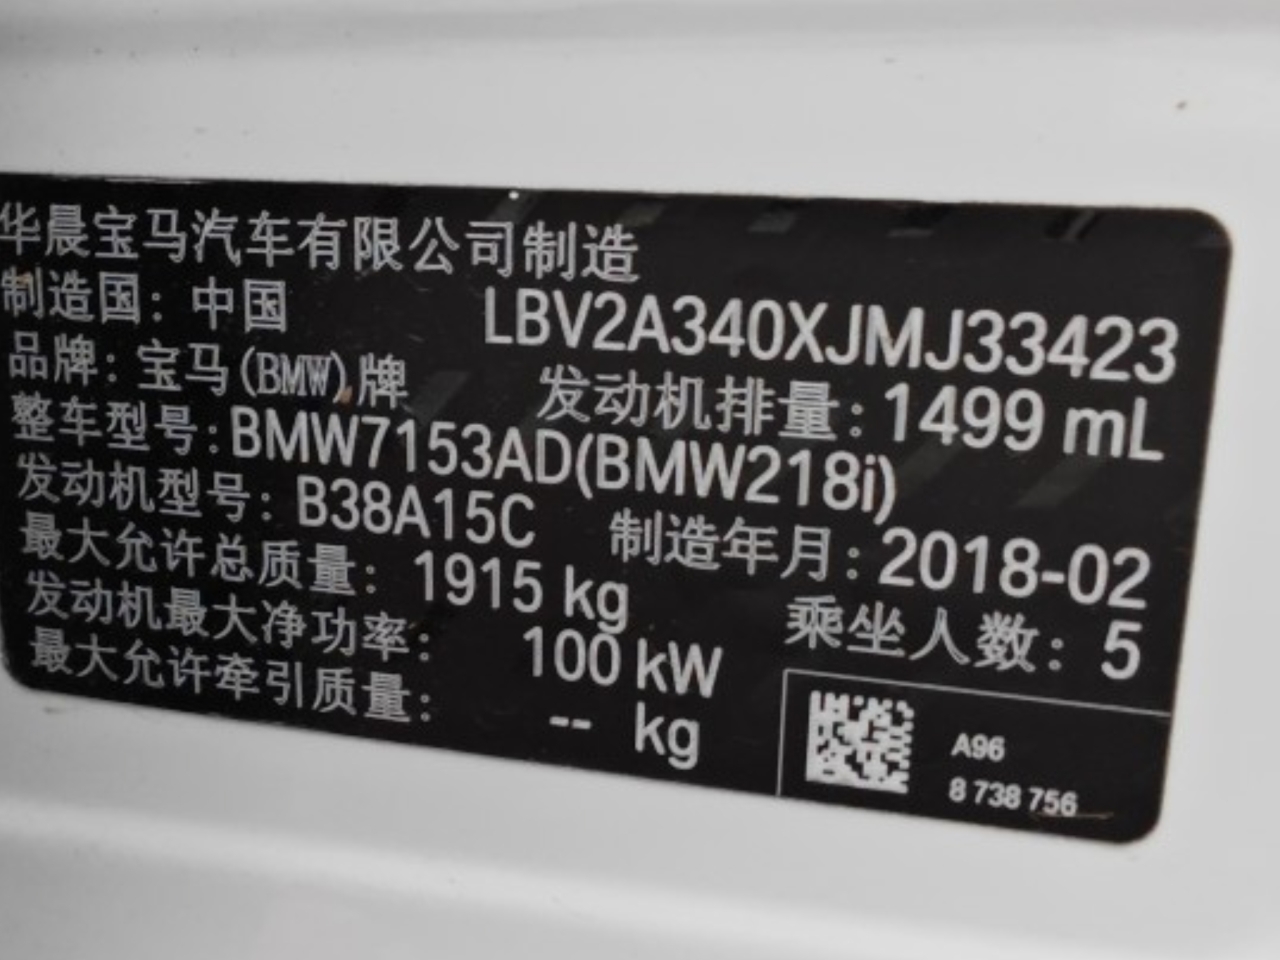 华晨宝马汽车有限公司制造
制造国：中国 LBV2A340XJMJ33423
品牌：宝马(BMW)牌 发动机排量：1499 mL
整车型号：BMW7153AD(BMW218i)
发动机型号：B38A15C 制造年月：2018-02
最大允许总质量：1915 kg 乘坐人数：5
发动机最大净功率：100 kW
最大允许牵引质量：-- kg
A96
8 738 756